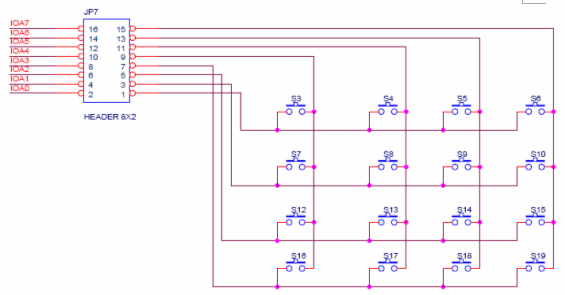 JP7
IOA7 16 15
IOA6 14 13
IOA5 12 11
IOA4 10 9
IOA3 8 7
IOA2 6 5
IOA1 4 3
IOA0 2 1
HEADER 8X2
S3 S4 S5 S6
S7 S8 S9 S10
S12 S13 S14 S15
S16 S17 S18 S19